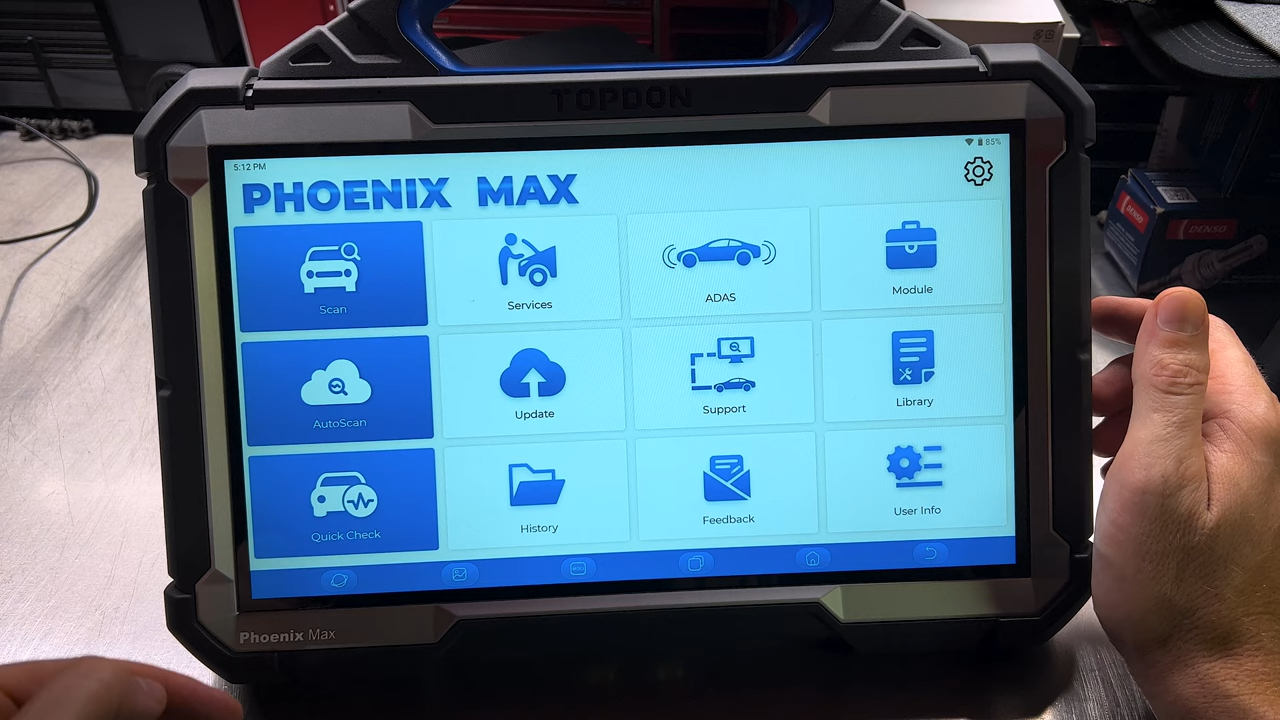 TOPDON
5:12 PM
85%
PHOENIX MAX
Scan
Services
ADAS
Module
AutoScan
Update
Support
Library
Quick Check
History
Feedback
User Info
Phoenix Max
DENSO
DENSO